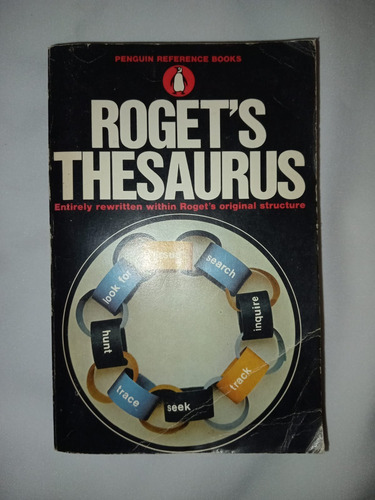 PENGUIN REFERENCE BOOKS
ROGET'S
THESAURUS
Entirely rewritten within Roget's original structure
search
inquire
track
seek
trace
hunt
look for